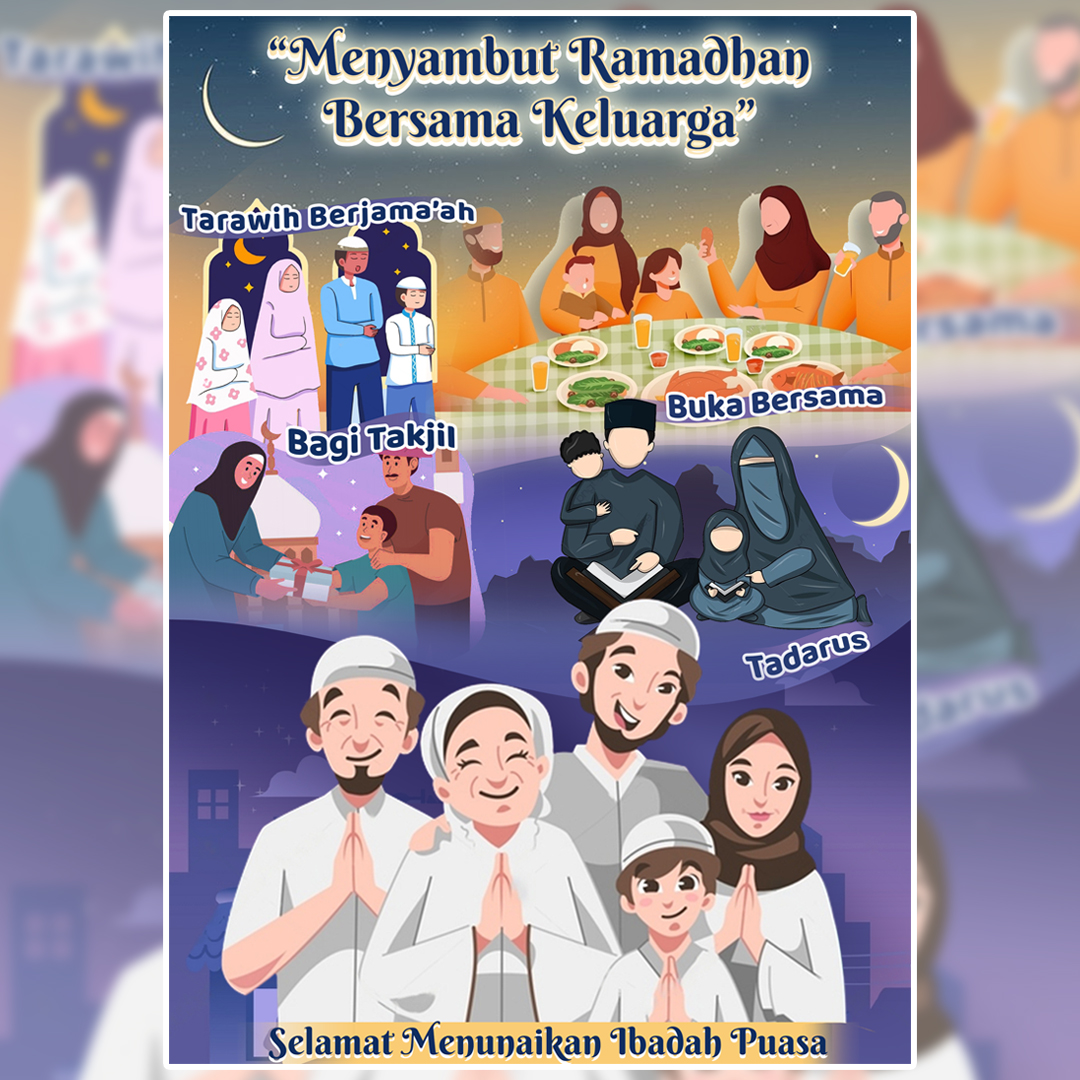 “Menyambut Ramadhan
Bersama Keluarga”
Tarawih Berjama’ah
Buka Bersama
Bagi Takjil
Tadarus
Selamat Menunaikan Ibadah Puasa